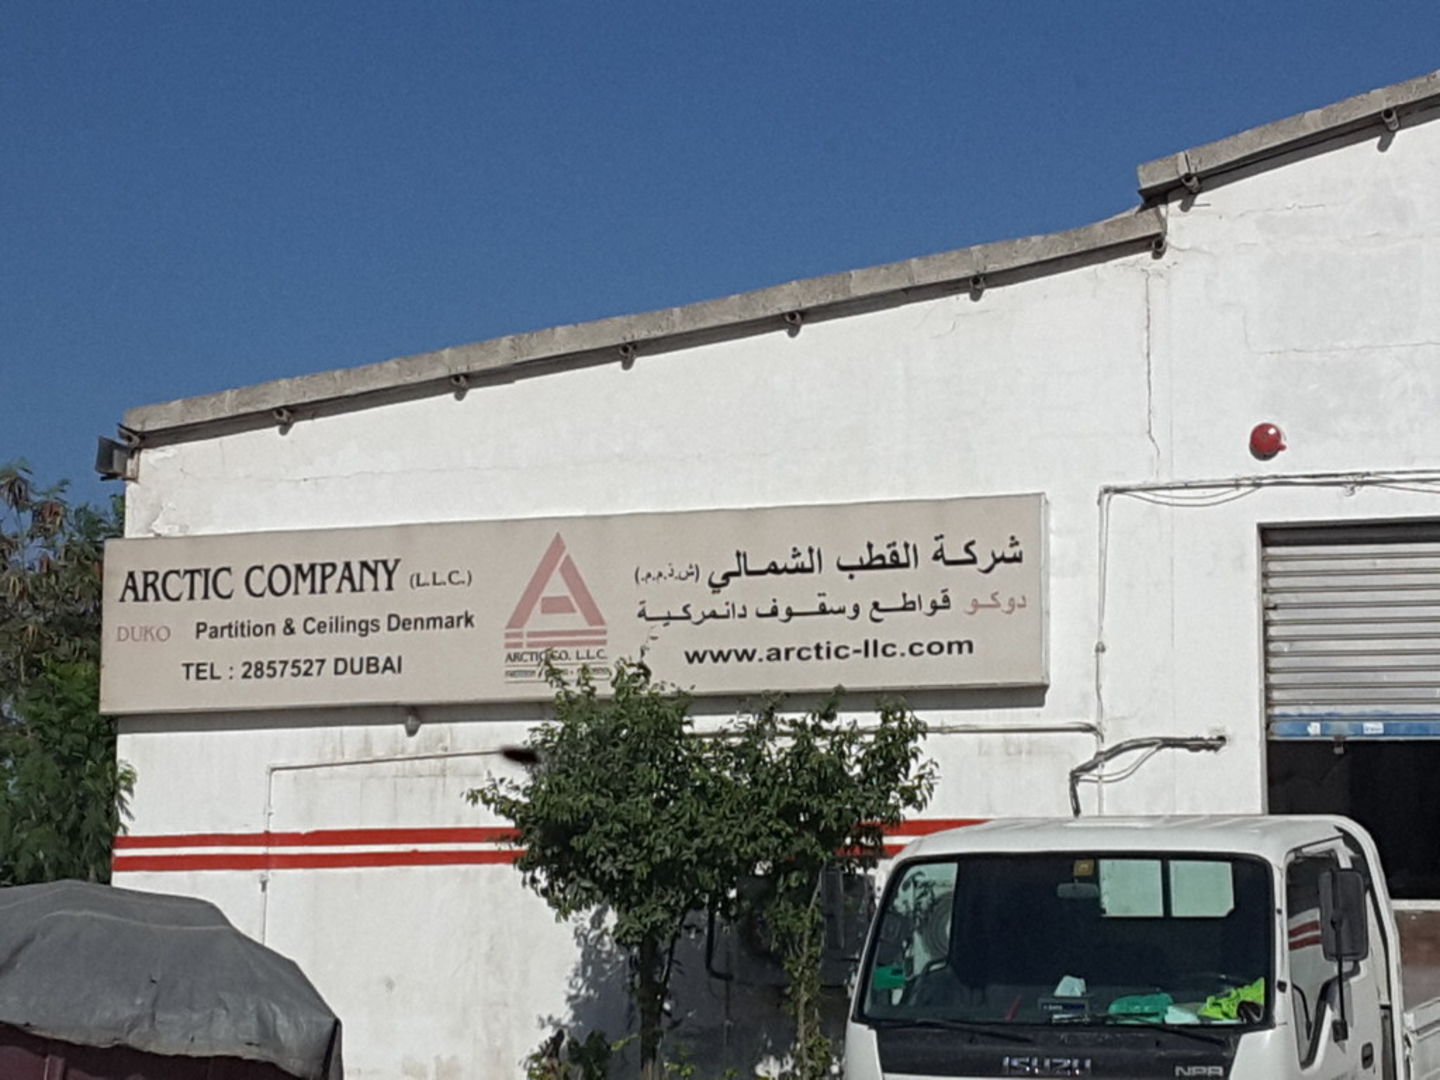 ARCTIC COMPANY (L.L.C.)
DUKO Partition & Ceilings Denmark
TEL : 2857527 DUBAI
ARCTIC CO. L.L.C.
شركة القطب الشمالي (ش.ذ.م.م.)
دوكو قواطع وسقوف دانمركية
www.arctic-llc.com
ISUZU NPR